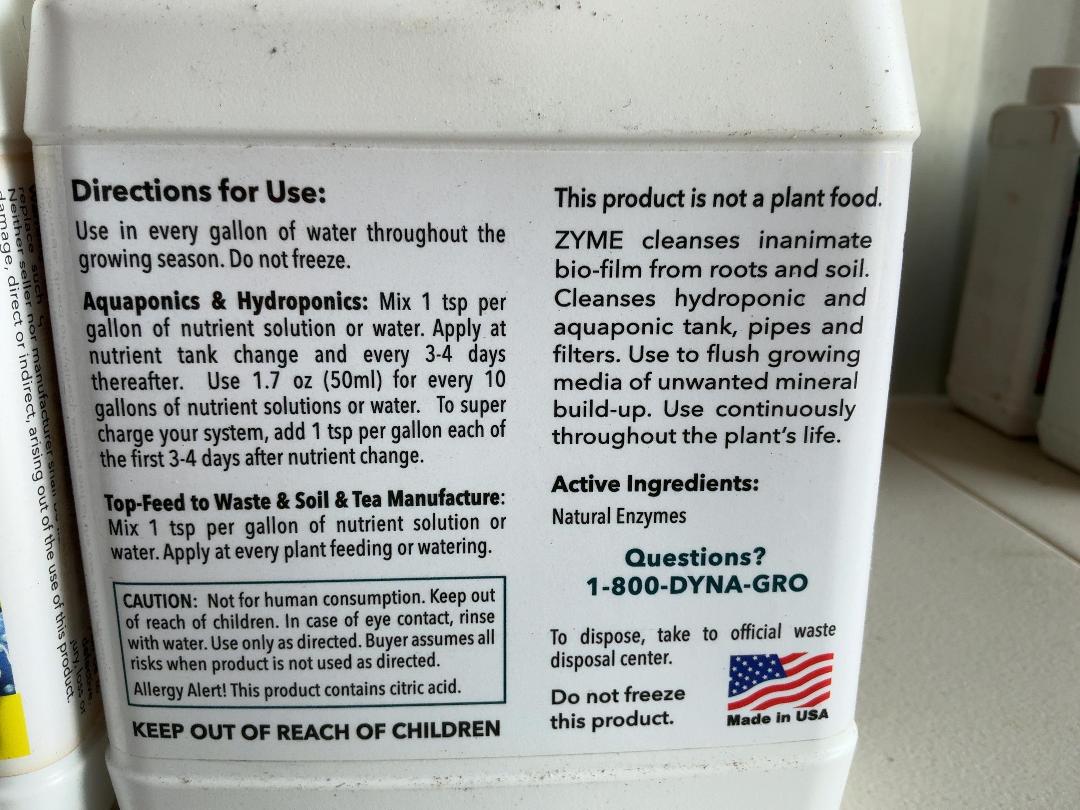 Directions for Use:
Use in every gallon of water throughout the
growing season. Do not freeze.
Aquaponics & Hydroponics: Mix 1 tsp per
gallon of nutrient solution or water. Apply at
nutrient tank change and every 3-4 days
thereafter. Use 1.7 oz (50ml) for every 10
gallons of nutrient solutions or water. To super
charge your system, add 1 tsp per gallon each of
the first 3-4 days after nutrient change.
Top-Feed to Waste & Soil & Tea Manufacture:
Mix 1 tsp per gallon of nutrient solution or
water. Apply at every plant feeding or watering.
CAUTION: Not for human consumption. Keep out
of reach of children. In case of eye contact, rinse
with water. Use only as directed. Buyer assumes all
risks when product is not used as directed.
Allergy Alert! This product contains citric acid.
KEEP OUT OF REACH OF CHILDREN
This product is not a plant food.
ZYME cleanses inanimate
bio-film from roots and soil.
Cleanses hydroponic and
aquaponic tank, pipes and
filters. Use to flush growing
media of unwanted mineral
build-up. Use continuously
throughout the plant's life.
Active Ingredients:
Natural Enzymes
Questions?
1-800-DYNA-GRO
To dispose, take to official waste
disposal center.
Do not freeze
this product.
Made in USA
replace such
Neither seller nor manufacturer shall be
damage, direct or indirect, arising out of the use of this product.